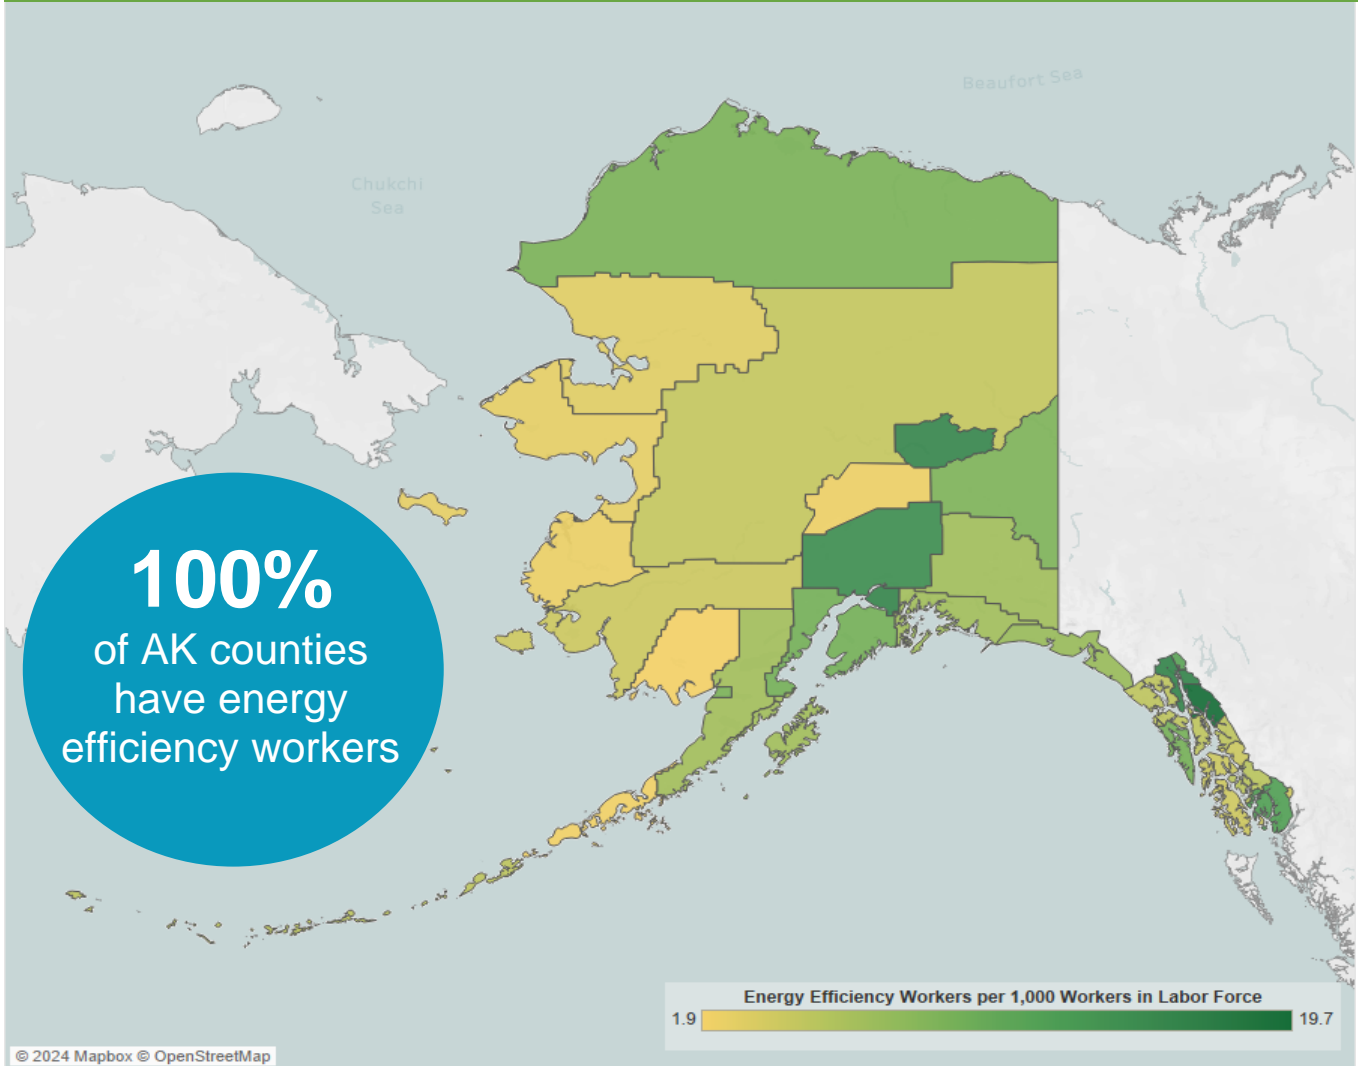 Beaufort Sea
Chukchi
Sea
100%
of AK counties
have energy
efficiency workers
Energy Efficiency Workers per 1,000 Workers in Labor Force
1.9
19.7
© 2024 Mapbox © OpenStreetMap